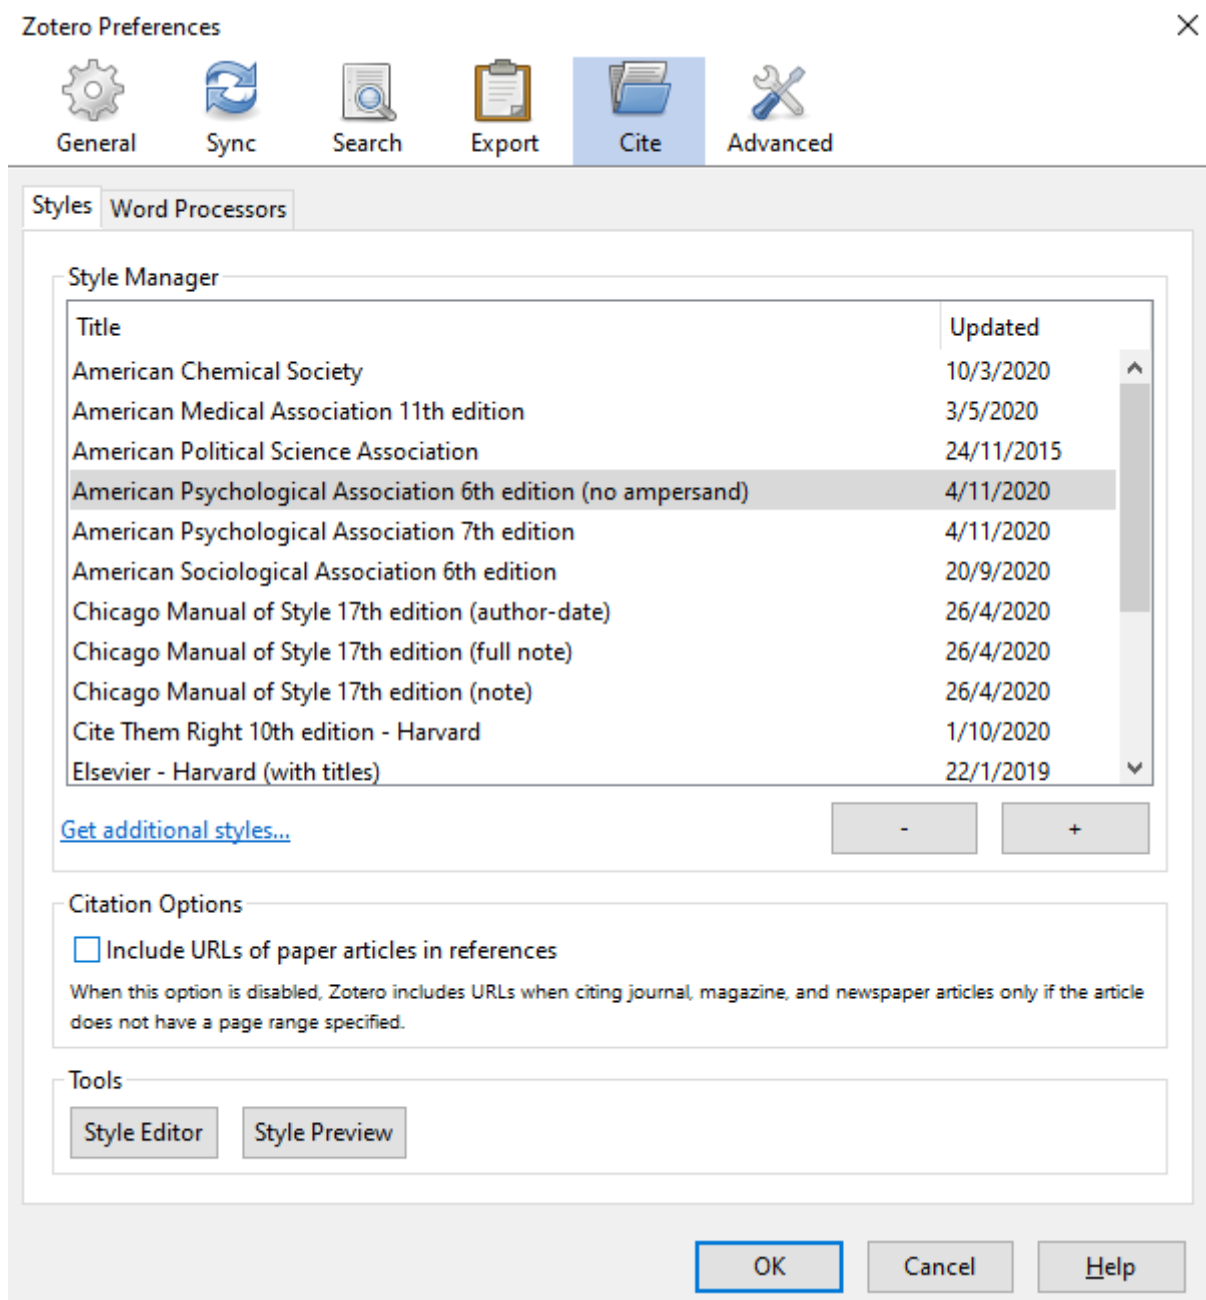 Zotero Preferences
General Sync Search Export Cite Advanced
Styles Word Processors
Style Manager
Title Updated
American Chemical Society 10/3/2020
American Medical Association 11th edition 3/5/2020
American Political Science Association 24/11/2015
American Psychological Association 6th edition (no ampersand) 4/11/2020
American Psychological Association 7th edition 4/11/2020
American Sociological Association 6th edition 20/9/2020
Chicago Manual of Style 17th edition (author-date) 26/4/2020
Chicago Manual of Style 17th edition (full note) 26/4/2020
Chicago Manual of Style 17th edition (note) 26/4/2020
Cite Them Right 10th edition - Harvard 1/10/2020
Elsevier - Harvard (with titles) 22/1/2019
Get additional styles... - +
Citation Options
Include URLs of paper articles in references
When this option is disabled, Zotero includes URLs when citing journal, magazine, and newspaper articles only if the article
does not have a page range specified.
Tools
Style Editor Style Preview
OK Cancel Help